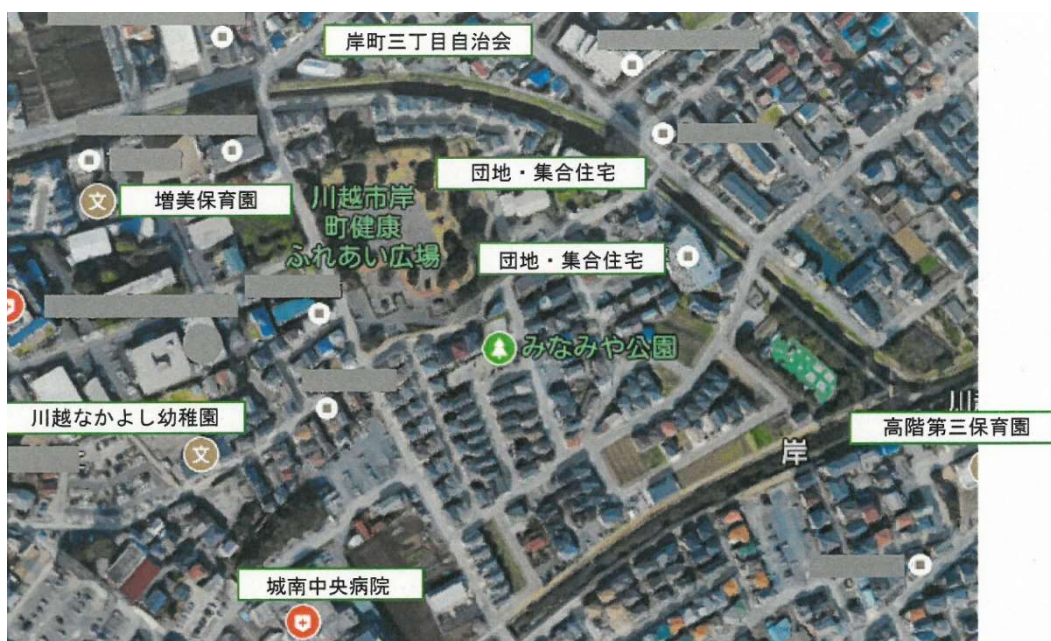 岸町三丁目自治会
団地・集合住宅
文
増美保育園
川越市岸
町健康
ふれあい広場
団地・集合住宅
みなみや公園
川越なかよし幼稚園
文
高階第三保育園
岸
城南中央病院